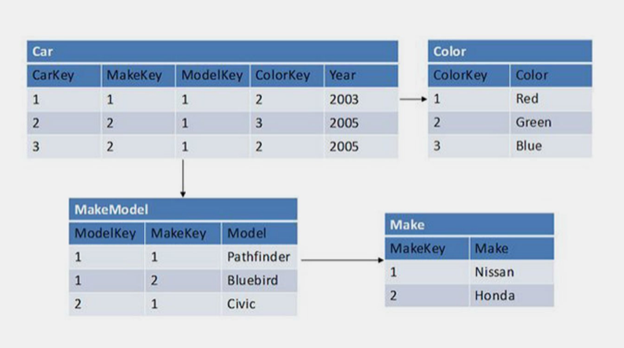 Car
CarKey MakeKey ModelKey ColorKey Year
1 1 1 2 2003
2 2 1 3 2005
3 2 1 2 2005
Color
ColorKey Color
1 Red
2 Green
3 Blue
MakeModel
ModelKey MakeKey Model
1 1 Pathfinder
1 2 Bluebird
2 1 Civic
Make
MakeKey Make
1 Nissan
2 Honda